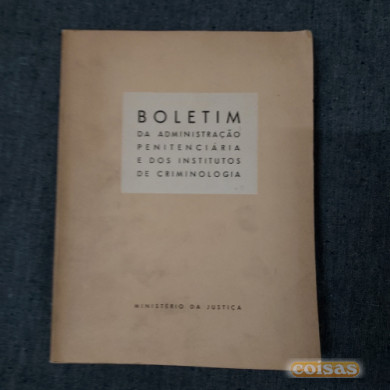 BOLETIM
DA ADMINISTRAÇÃO
PENITENCIÁRIA
E DOS INSTITUTOS
DE CRIMINOLOGIA
MINISTÉRIO DA JUSTIÇA
coisas